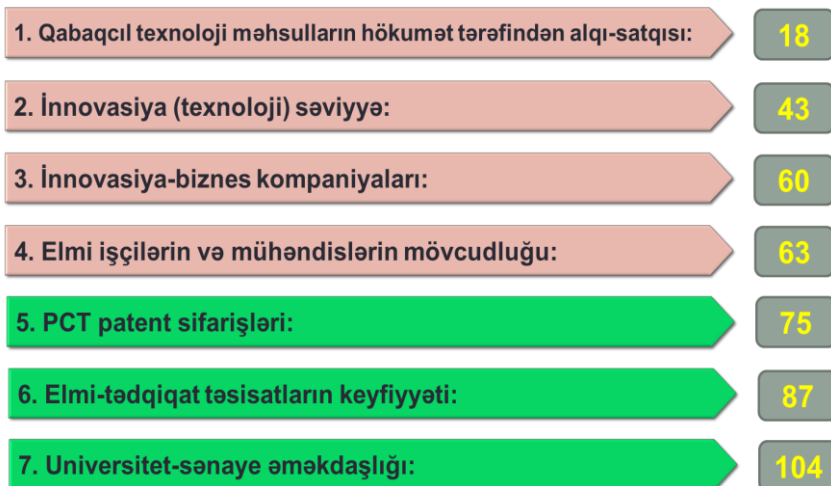 1. Qabaqcıl texnoloji məhsulların hökumət tərəfindən alqı-satqısı: 18
2. İnnovasiya (texnoloji) səviyyə: 43
3. İnnovasiya-biznes kompaniyaları: 60
4. Elmi işçilərin və mühəndislərin mövcudluğu: 63
5. PCT patent sifarişləri: 75
6. Elmi-tədqiqat təsisatların keyfiyyəti: 87
7. Universitet-sənaye əməkdaşlığı: 104